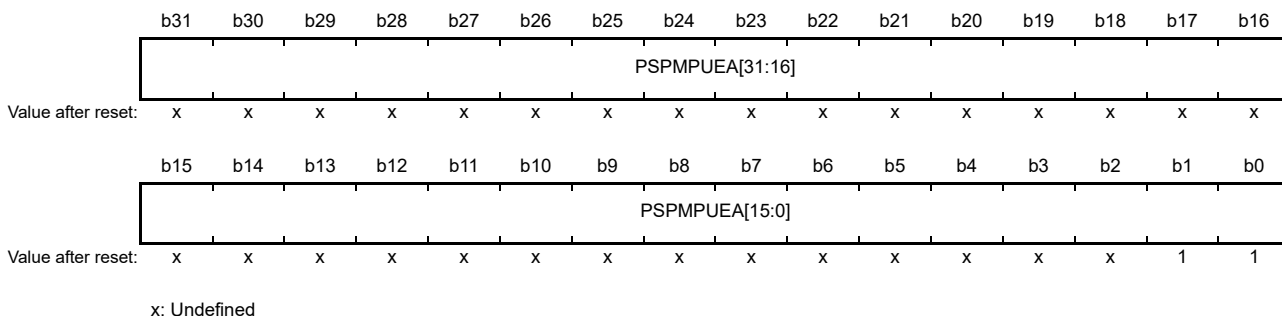 b31 b30 b29 b28 b27 b26 b25 b24 b23 b22 b21 b20 b19 b18 b17 b16
PSPMPUEA[31:16]
Value after reset: x x x x x x x x x x x x x x x x
b15 b14 b13 b12 b11 b10 b9 b8 b7 b6 b5 b4 b3 b2 b1 b0
PSPMPUEA[15:0]
Value after reset: x x x x x x x x x x x x x x 1 1
x: Undefined